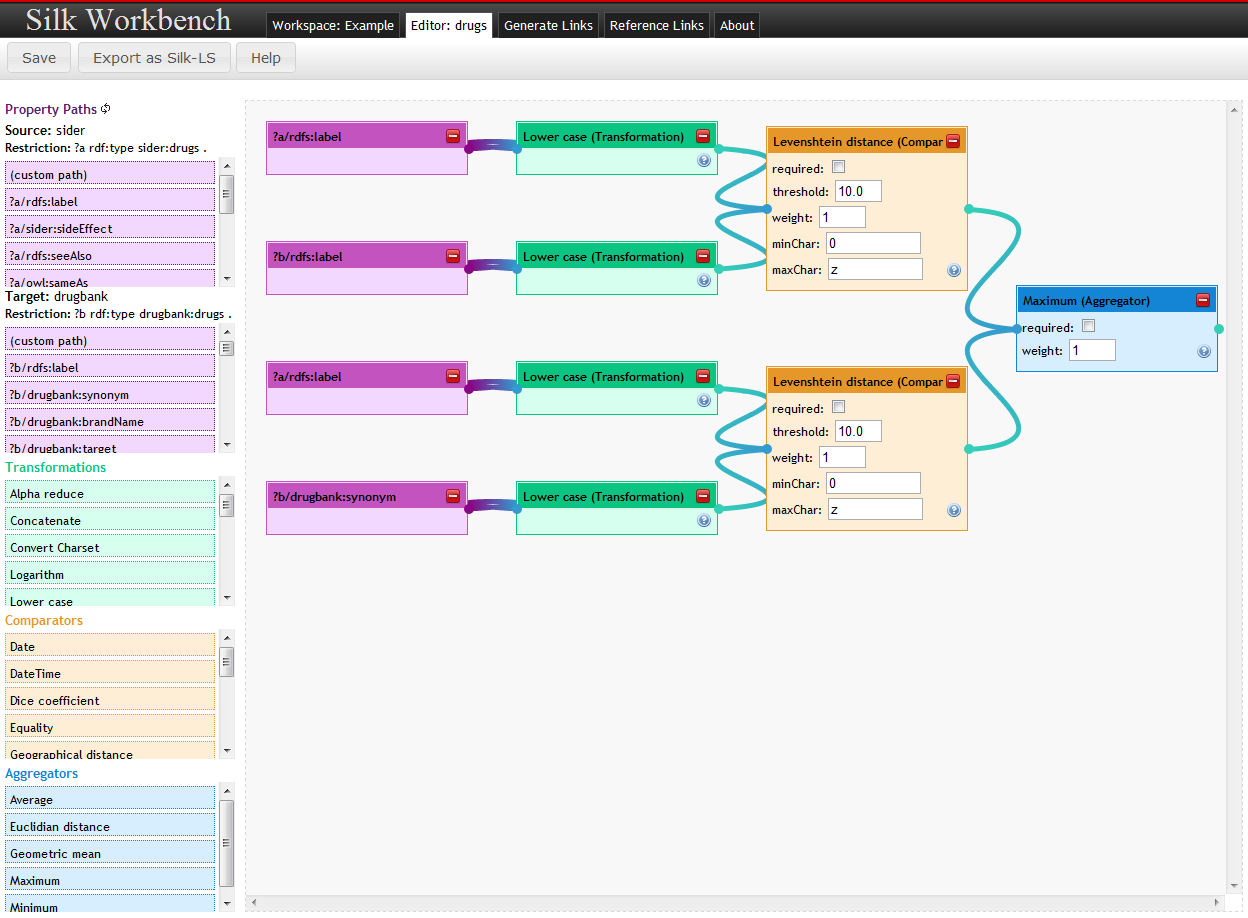 Silk Workbench
Workspace: Example
Editor: drugs
Generate Links
Reference Links
About
Save
Export as Silk-LS
Help
Property Paths
Source: sider
Restriction: ?a rdf:type sider:drugs .
(custom path)
?a/rdfs:label
?a/sider:sideEffect
?a/rdfs:seeAlso
?a/owl:sameAs
Target: drugbank
Restriction: ?b rdf:type drugbank:drugs .
(custom path)
?b/rdfs:label
?b/drugbank:synonym
?b/drugbank:brandName
?b/drugbank:target
Transformations
Alpha reduce
Concatenate
Convert Charset
Logarithm
Lower case
Comparators
Date
DateTime
Dice coefficient
Equality
Geographical distance
Aggregators
Average
Euclidian distance
Geometric mean
Maximum
Minimum
?a/rdfs:label
Lower case (Transformation)
?b/rdfs:label
Lower case (Transformation)
Levenshtein distance (Compar
required:
threshold: 10.0
weight: 1
minChar: 0
maxChar: z
?a/rdfs:label
Lower case (Transformation)
?b/drugbank:synonym
Lower case (Transformation)
Levenshtein distance (Compar
required:
threshold: 10.0
weight: 1
minChar: 0
maxChar: z
Maximum (Aggregator)
required:
weight: 1